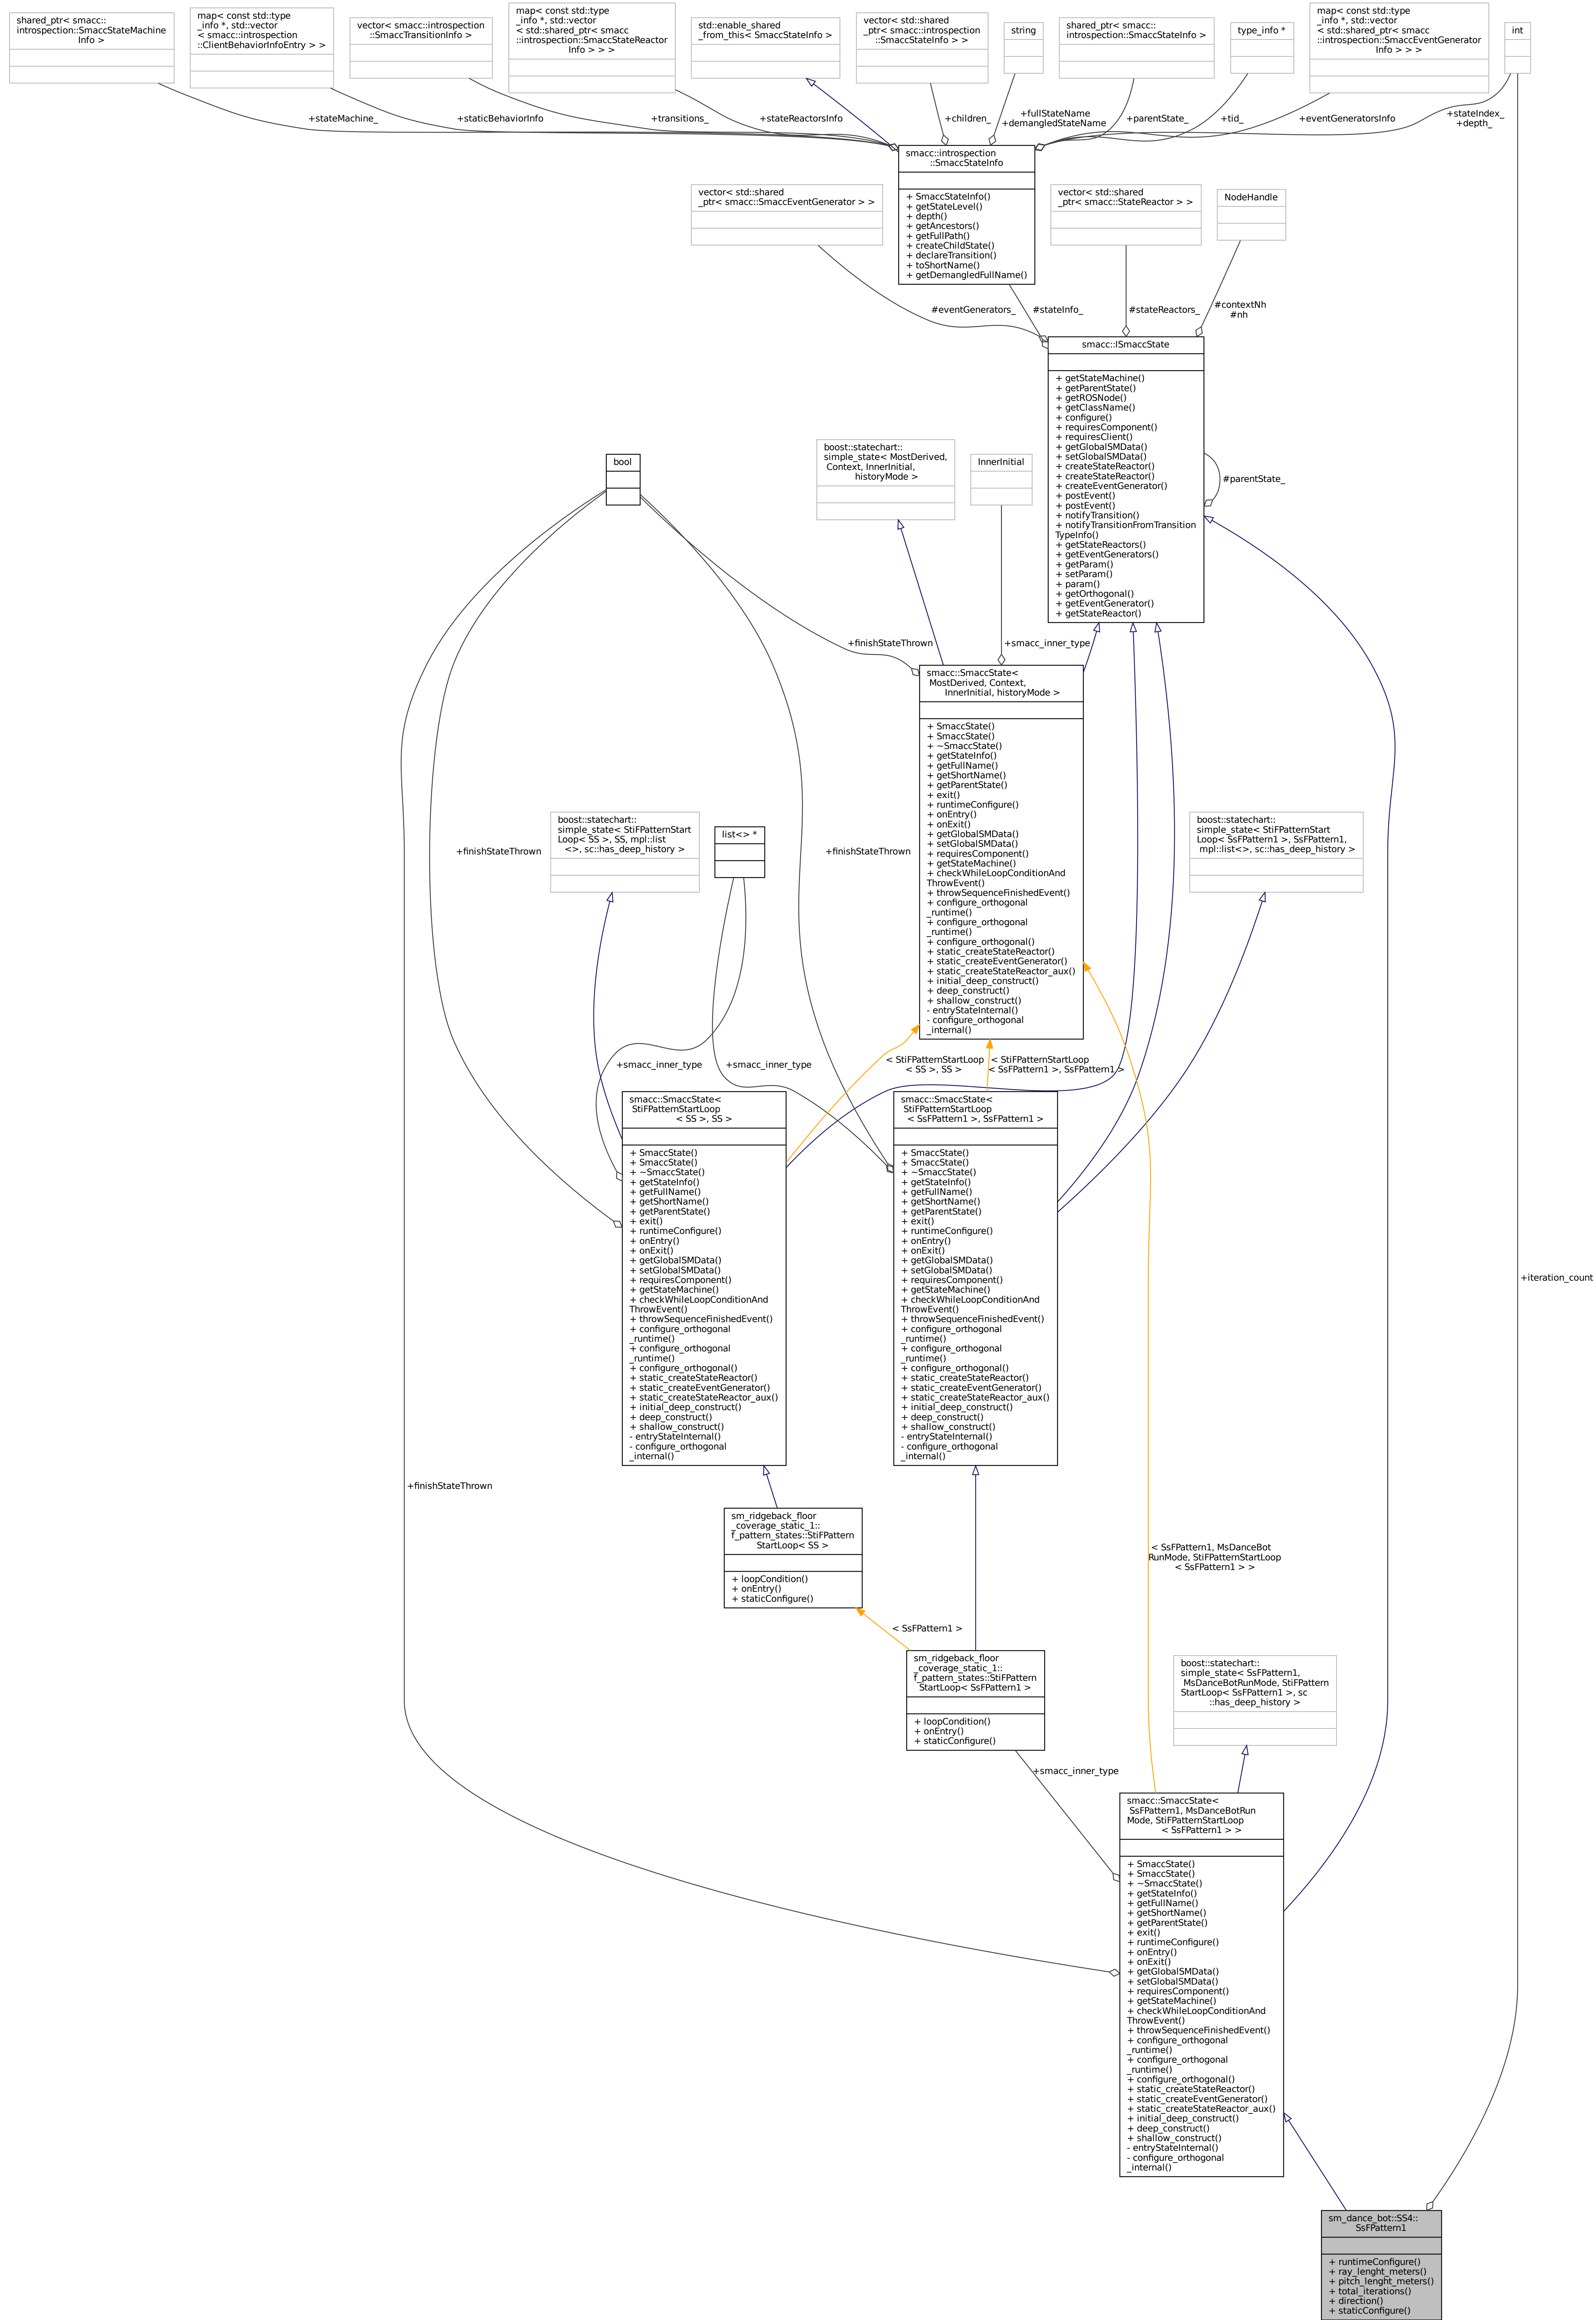 shared_ptr< smacc::
introspection::SmaccStateMachine
Info >
map< const std::type
_info *, std::vector
< smacc::introspection
::ClientBehaviorInfoEntry > >
vector< smacc::introspection
::SmaccTransitionInfo >
map< const std::type
_info *, std::vector
< std::shared_ptr< smacc
::introspection::SmaccStateReactor
Info > > >
std::enable_shared
_from_this< SmaccStateInfo >
vector< std::shared
_ptr< smacc::introspection
::SmaccStateInfo > >
string
shared_ptr< smacc::
introspection::SmaccStateInfo >
type_info *
map< const std::type
_info *, std::vector
< std::shared_ptr< smacc
::introspection::SmaccEventGenerator
Info > > >
int
+stateMachine_
+staticBehaviorInfo
+transitions_
+stateReactorsInfo
+children_
+fullStateName
+demangledStateName
+parentState_
+tid_
+eventGeneratorsInfo
+stateIndex_
+depth_
smacc::introspection
::SmaccStateInfo
+ SmaccStateInfo()
+ getStateLevel()
+ depth()
+ getAncestors()
+ getFullPath()
+ createChildState()
+ declareTransition()
+ toShortName()
+ getDemangledFullName()
vector< std::shared
_ptr< smacc::SmaccEventGenerator > >
vector< std::shared
_ptr< smacc::StateReactor > >
NodeHandle
#eventGenerators_
#stateInfo_
#stateReactors_
#contextNh
#nh
smacc::ISmaccState
+ getStateMachine()
+ getParentState()
+ getROSNode()
+ getClassName()
+ configure()
+ requiresComponent()
+ requiresClient()
+ getGlobalSMData()
+ setGlobalSMData()
+ createStateReactor()
+ createStateReactor()
+ createEventGenerator()
+ postEvent()
+ postEvent()
+ notifyTransition()
+ notifyTransitionFromTransition
TypeInfo()
+ getStateReactors()
+ getEventGenerators()
+ getParam()
+ setParam()
+ param()
+ getOrthogonal()
+ getEventGenerator()
+ getStateReactor()
#parentState_
bool
boost::statechart::
simple_state< MostDerived,
Context, InnerInitial,
historyMode >
InnerInitial
+finishStateThrown
+smacc_inner_type
smacc::SmaccState<
MostDerived, Context,
InnerInitial, historyMode >
+ SmaccState()
+ SmaccState()
+ ~SmaccState()
+ getStateInfo()
+ getFullName()
+ getShortName()
+ getParentState()
+ exit()
+ runtimeConfigure()
+ onEntry()
+ onExit()
+ getGlobalSMData()
+ setGlobalSMData()
+ requiresComponent()
+ getStateMachine()
+ checkWhileLoopConditionAnd
ThrowEvent()
+ throwSequenceFinishedEvent()
+ configure_orthogonal
_runtime()
+ configure_orthogonal
_runtime()
+ configure_orthogonal()
+ static_createStateReactor()
+ static_createEventGenerator()
+ static_createStateReactor_aux()
+ initial_deep_construct()
+ deep_construct()
+ shallow_construct()
- entryStateInternal()
- configure_orthogonal
_internal()
boost::statechart::
simple_state< StiFPatternStart
Loop< SS >, SS, mpl::list
<>, sc::has_deep_history >
list<> *
boost::statechart::
simple_state< StiFPatternStart
Loop< SsFPattern1 >, SsFPattern1,
mpl::list<>, sc::has_deep_history >
+finishStateThrown
+finishStateThrown
+smacc_inner_type
+smacc_inner_type
< StiFPatternStartLoop
< SS >, SS >
< StiFPatternStartLoop
< SsFPattern1 >, SsFPattern1 >
smacc::SmaccState<
StiFPatternStartLoop
< SS >, SS >
+ SmaccState()
+ SmaccState()
+ ~SmaccState()
+ getStateInfo()
+ getFullName()
+ getShortName()
+ getParentState()
+ exit()
+ runtimeConfigure()
+ onEntry()
+ onExit()
+ getGlobalSMData()
+ setGlobalSMData()
+ requiresComponent()
+ getStateMachine()
+ checkWhileLoopConditionAnd
ThrowEvent()
+ throwSequenceFinishedEvent()
+ configure_orthogonal
_runtime()
+ configure_orthogonal
_runtime()
+ configure_orthogonal()
+ static_createStateReactor()
+ static_createEventGenerator()
+ static_createStateReactor_aux()
+ initial_deep_construct()
+ deep_construct()
+ shallow_construct()
- entryStateInternal()
- configure_orthogonal
_internal()
smacc::SmaccState<
StiFPatternStartLoop
< SsFPattern1 >, SsFPattern1 >
+ SmaccState()
+ SmaccState()
+ ~SmaccState()
+ getStateInfo()
+ getFullName()
+ getShortName()
+ getParentState()
+ exit()
+ runtimeConfigure()
+ onEntry()
+ onExit()
+ getGlobalSMData()
+ setGlobalSMData()
+ requiresComponent()
+ getStateMachine()
+ checkWhileLoopConditionAnd
ThrowEvent()
+ throwSequenceFinishedEvent()
+ configure_orthogonal
_runtime()
+ configure_orthogonal
_runtime()
+ configure_orthogonal()
+ static_createStateReactor()
+ static_createEventGenerator()
+ static_createStateReactor_aux()
+ initial_deep_construct()
+ deep_construct()
+ shallow_construct()
- entryStateInternal()
- configure_orthogonal
_internal()
+iteration_count
+finishStateThrown
sm_ridgeback_floor
_coverage_static_1::
f_pattern_states::StiFPattern
StartLoop< SS >
+ loopCondition()
+ onEntry()
+ staticConfigure()
< SsFPattern1, MsDanceBot
RunMode, StiFPatternStartLoop
< SsFPattern1 > >
< SsFPattern1 >
sm_ridgeback_floor
_coverage_static_1::
f_pattern_states::StiFPattern
StartLoop< SsFPattern1 >
+ loopCondition()
+ onEntry()
+ staticConfigure()
boost::statechart::
simple_state< SsFPattern1,
MsDanceBotRunMode, StiFPattern
StartLoop< SsFPattern1 >, sc
::has_deep_history >
+smacc_inner_type
smacc::SmaccState<
SsFPattern1, MsDanceBotRun
Mode, StiFPatternStartLoop
< SsFPattern1 > >
+ SmaccState()
+ SmaccState()
+ ~SmaccState()
+ getStateInfo()
+ getFullName()
+ getShortName()
+ getParentState()
+ exit()
+ runtimeConfigure()
+ onEntry()
+ onExit()
+ getGlobalSMData()
+ setGlobalSMData()
+ requiresComponent()
+ getStateMachine()
+ checkWhileLoopConditionAnd
ThrowEvent()
+ throwSequenceFinishedEvent()
+ configure_orthogonal
_runtime()
+ configure_orthogonal
_runtime()
+ configure_orthogonal()
+ static_createStateReactor()
+ static_createEventGenerator()
+ static_createStateReactor_aux()
+ initial_deep_construct()
+ deep_construct()
+ shallow_construct()
- entryStateInternal()
- configure_orthogonal
_internal()
sm_dance_bot::SS4::
SsFPattern1
+ runtimeConfigure()
+ ray_lenght_meters()
+ pitch_lenght_meters()
+ total_iterations()
+ direction()
+ staticConfigure()